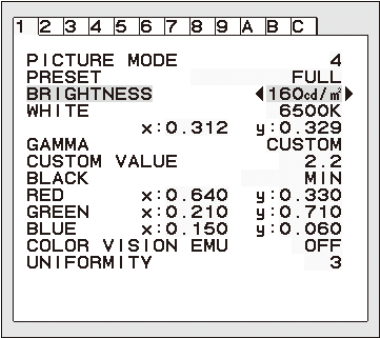 1 2 3 4 5 6 7 8 9 A B C
PICTURE MODE 4
PRESET FULL
BRIGHTNESS ◀160cd/㎡▶
WHITE 6500K
x:0.312 y:0.329
GAMMA CUSTOM
CUSTOM VALUE 2.2
BLACK MIN
RED x:0.640 y:0.330
GREEN x:0.210 y:0.710
BLUE x:0.150 y:0.060
COLOR VISION EMU OFF
UNIFORMITY 3